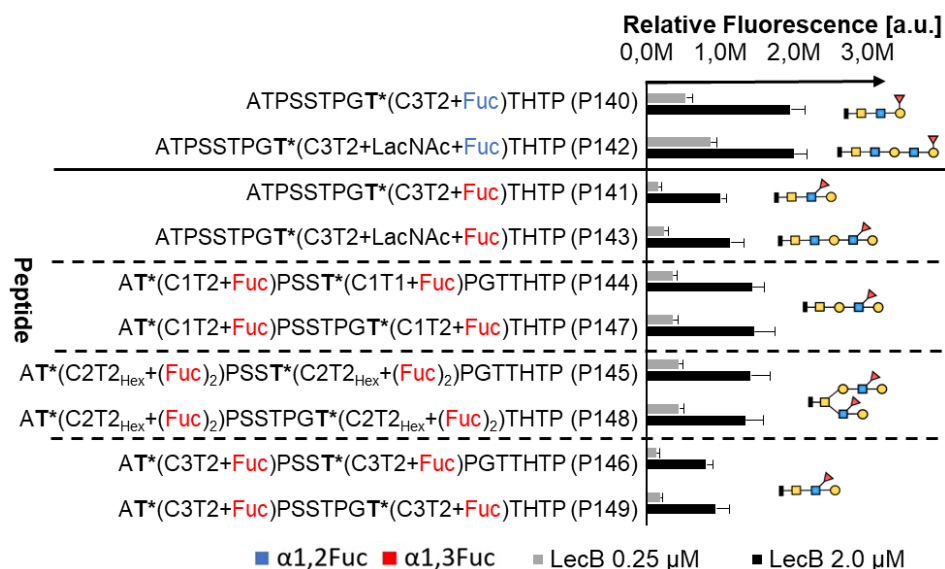 Relative Fluorescence [a.u.]
0,0M 1,0M 2,0M 3,0M
Peptide
ATPSSTPGT*(C3T2+Fuc)THTP (P140)
ATPSSTPGT*(C3T2+LacNAc+Fuc)THTP (P142)
ATPSSTPGT*(C3T2+Fuc)THTP (P141)
ATPSSTPGT*(C3T2+LacNAc+Fuc)THTP (P143)
AT*(C1T2+Fuc)PSST*(C1T1+Fuc)PGTTHTP (P144)
AT*(C1T2+Fuc)PSSTPGT*(C1T2+Fuc)THTP (P147)
AT*(C2T2Hex+(Fuc)2)PSST*(C2T2Hex+(Fuc)2)PGTTHTP (P145)
AT*(C2T2Hex+(Fuc)2)PSSTPGT*(C2T2Hex+(Fuc)2)THTP (P148)
AT*(C3T2+Fuc)PSST*(C3T2+Fuc)PGTTHTP (P146)
AT*(C3T2+Fuc)PSSTPGT*(C3T2+Fuc)THTP (P149)
α1,2Fuc α1,3Fuc LecB 0.25 µM LecB 2.0 µM